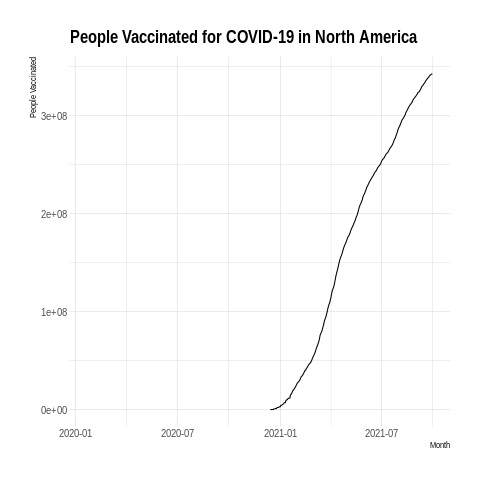 People Vaccinated for COVID-19 in North America
People Vaccinated
3e+08
2e+08
1e+08
0e+00
2020-01 2020-07 2021-01 2021-07
Month